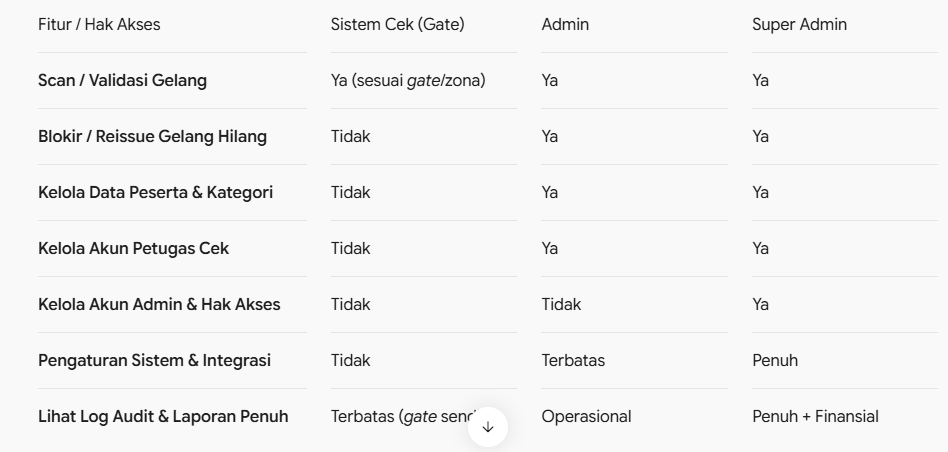 Fitur / Hak Akses Sistem Cek (Gate) Admin Super Admin
Scan / Validasi Gelang Ya (sesuai gate/zona) Ya Ya
Blokir / Reissue Gelang Hilang Tidak Ya Ya
Kelola Data Peserta & Kategori Tidak Ya Ya
Kelola Akun Petugas Cek Tidak Ya Ya
Kelola Akun Admin & Hak Akses Tidak Tidak Ya
Pengaturan Sistem & Integrasi Tidak Terbatas Penuh
Lihat Log Audit & Laporan Penuh Terbatas (gate Operasional Penuh + Finansial